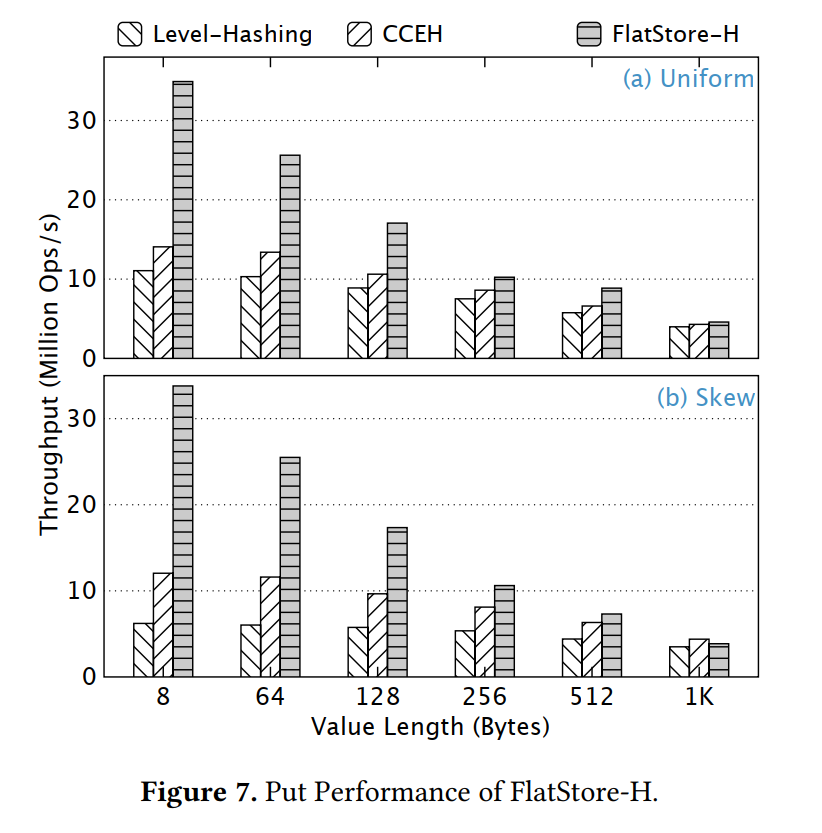 Level-Hashing CCEH FlatStore-H
(a) Uniform
30
20
10
0
(b) Skew
30
20
10
0
Throughput (Million Ops/s)
8 64 128 256 512 1K
Value Length (Bytes)
Figure 7. Put Performance of FlatStore-H.